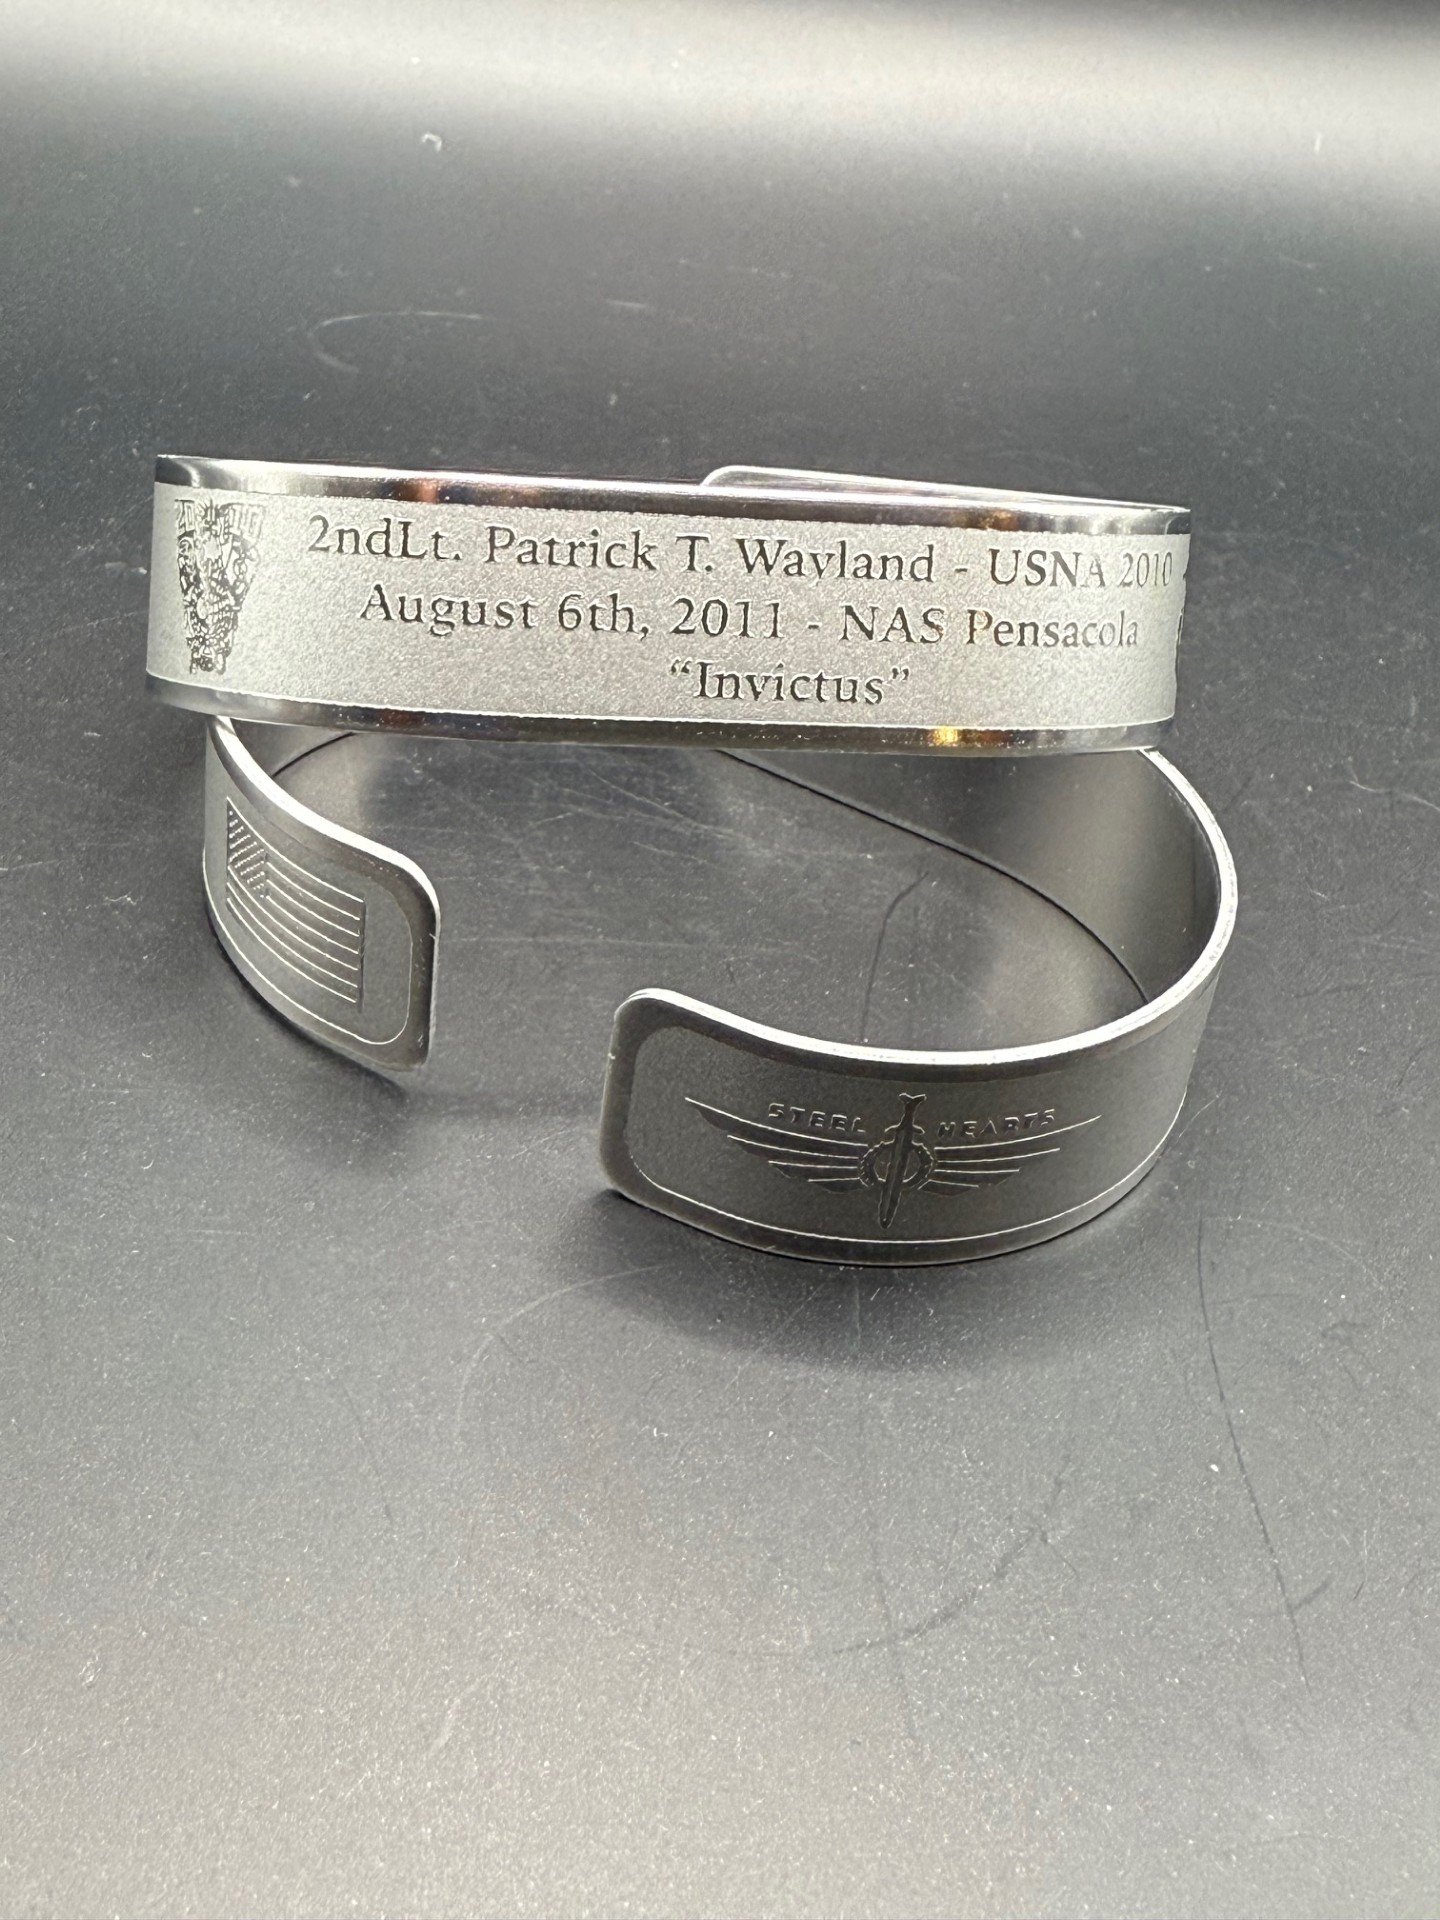 2ndLt. Patrick T. Wayland - USNA 2010
August 6th, 2011 - NAS Pensacola
“Invictus”
STEEL HEARTS